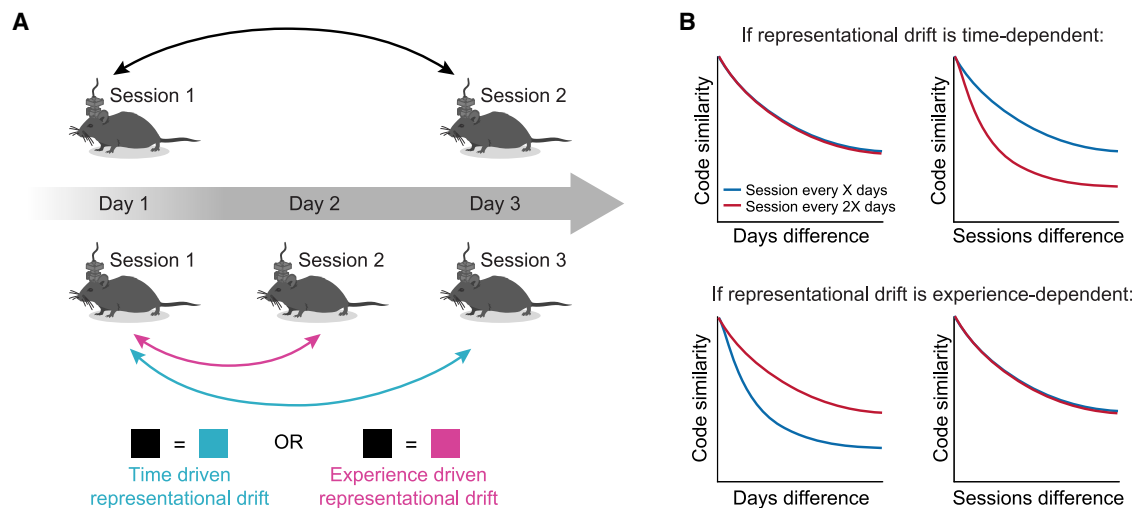 A
Session 1
Session 2
Day 1
Day 2
Day 3
Session 1
Session 2
Session 3
= OR =
Time driven
representational drift
Experience driven
representational drift
B
If representational drift is time-dependent:
Code similarity
Session every X days
Session every 2X days
Days difference
Code similarity
Sessions difference
If representational drift is experience-dependent:
Code similarity
Days difference
Code similarity
Sessions difference